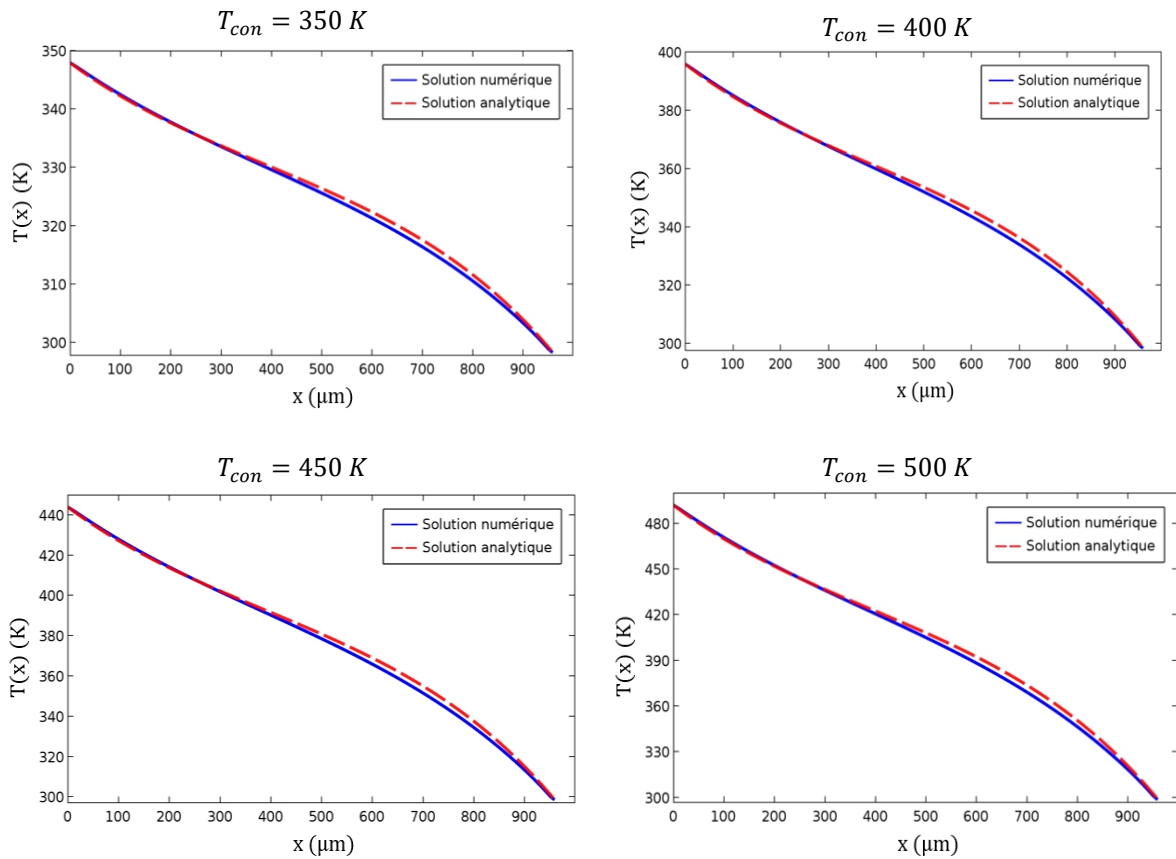 T_con = 350 K
350
340
330
320
310
300
T(x) (K)
Solution numérique
Solution analytique
0 100 200 300 400 500 600 700 800 900
x (μm)
T_con = 400 K
400
380
360
340
320
300
T(x) (K)
Solution numérique
Solution analytique
0 100 200 300 400 500 600 700 800 900
x (μm)
T_con = 450 K
440
420
400
380
360
340
320
300
T(x) (K)
Solution numérique
Solution analytique
0 100 200 300 400 500 600 700 800 900
x (μm)
T_con = 500 K
480
450
420
390
360
330
300
T(x) (K)
Solution numérique
Solution analytique
0 100 200 300 400 500 600 700 800 900
x (μm)